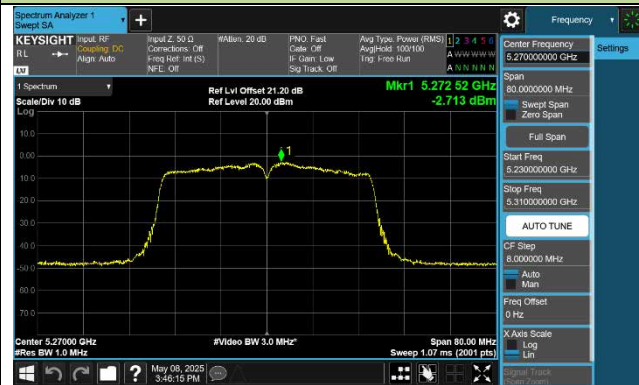 Spectrum Analyzer 1
Swept SA
+
Frequency
KEYSIGHT
RL
LXI
Input: RF
Coupling: DC
Align: Auto
Input Z: 50 Ω
Corrections: Off
Freq Ref: Int (S)
NFE: Off
#Atten: 20 dB
PNO: Fast
Gate: Off
IF Gain: Low
Sig Track: Off
Avg Type: Power (RMS)
Avg|Hold: 100/100
Trig: Free Run
1 2 3 4 5 6
A W W W W W
A N N N N N
1 Spectrum
Scale/Div 10 dB
Log
Ref Lvl Offset 21.20 dB
Ref Level 20.00 dBm
Mkr1 5.272 52 GHz
-2.713 dBm
10.0
0.00
-10.0
-20.0
-30.0
-40.0
-50.0
-60.0
-70.0
1
Center 5.27000 GHz
#Res BW 1.0 MHz
#Video BW 3.0 MHz*
Span 80.00 MHz
Sweep 1.07 ms (2001 pts)
May 08, 2025
3:46:15 PM
?
Center Frequency
5.270000000 GHz
Settings
Span
80.0000000 MHz
Swept Span
Zero Span
Full Span
Start Freq
5.230000000 GHz
Stop Freq
5.310000000 GHz
AUTO TUNE
CF Step
8.000000 MHz
Auto
Man
Freq Offset
0 Hz
X Axis Scale
Log
Lin
Signal Track
(Span Zoom)